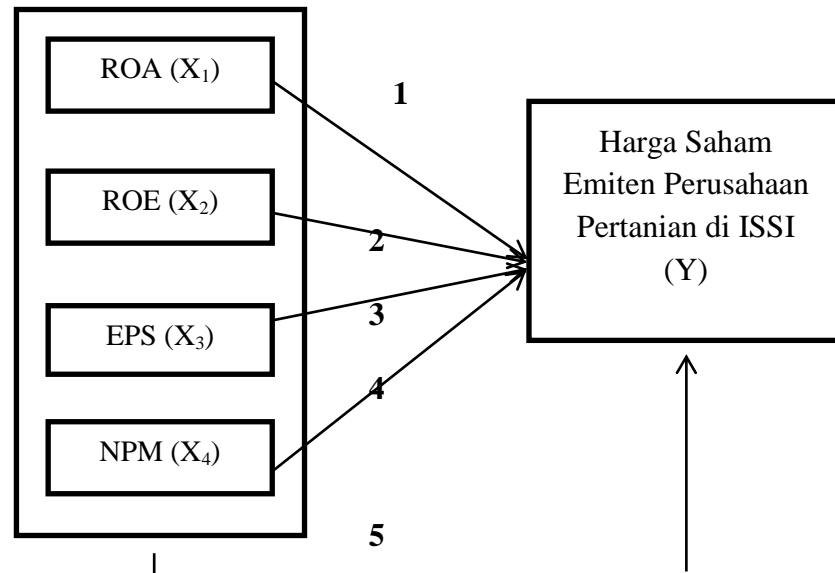 ROA (X₁)
1
Harga Saham
Emiten Perusahaan
Pertanian di ISSI
(Y)
ROE (X₂)
2
EPS (X₃)
3
4
NPM (X₄)
5